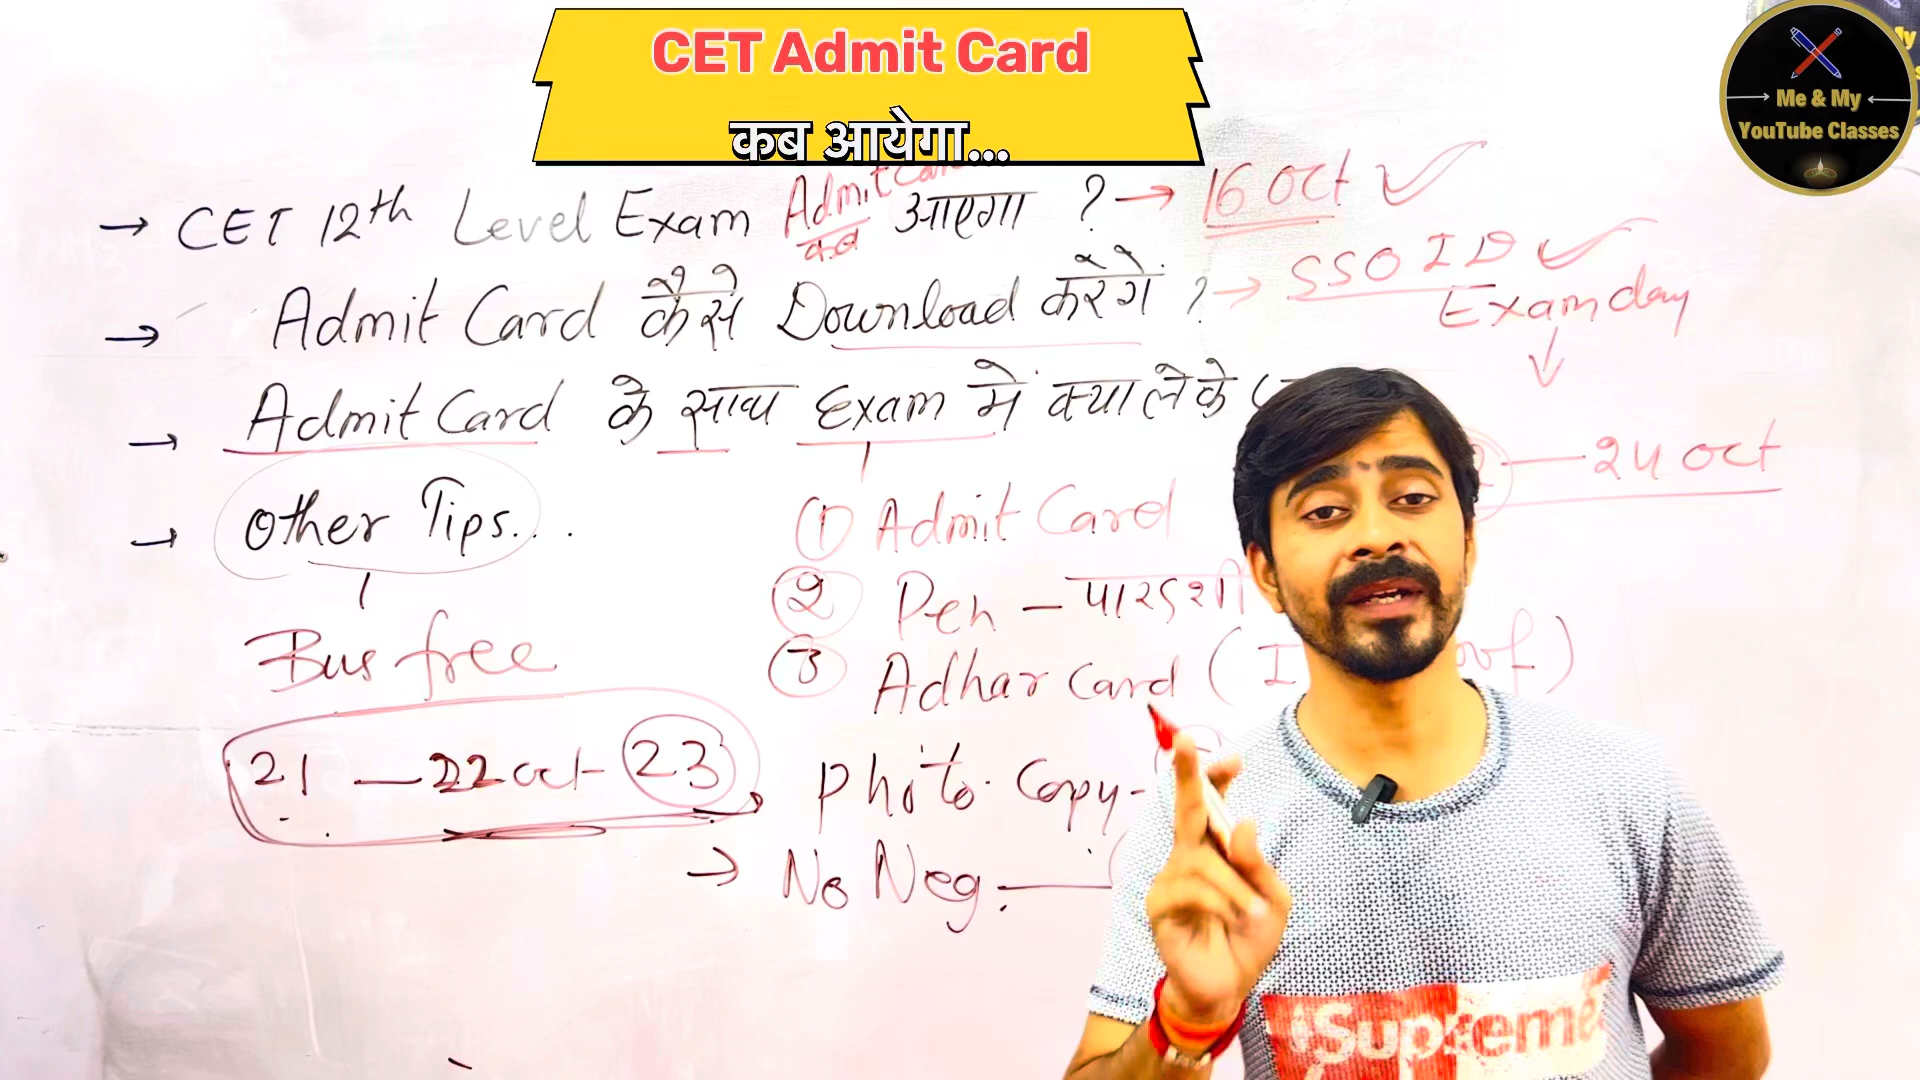 CET Admit Card
कब आयेगा...
Me & My
YouTube Classes
→ CET 12th Level Exam Admit Card कब आएगा ? → 16 Oct ✓
→ Admit Card कैसे Download करेंगे ? → SSO ID ✓
Exam day
→ Admit Card के साथ Exam में क्या लेके
24 Oct
→ Other Tips...
① Admit Card
② Pen – पारदर्शी
Bus free
③ Adhar Card (
21 — 22 oct 23
Photo Copy-
→ No Neg.
Supreme